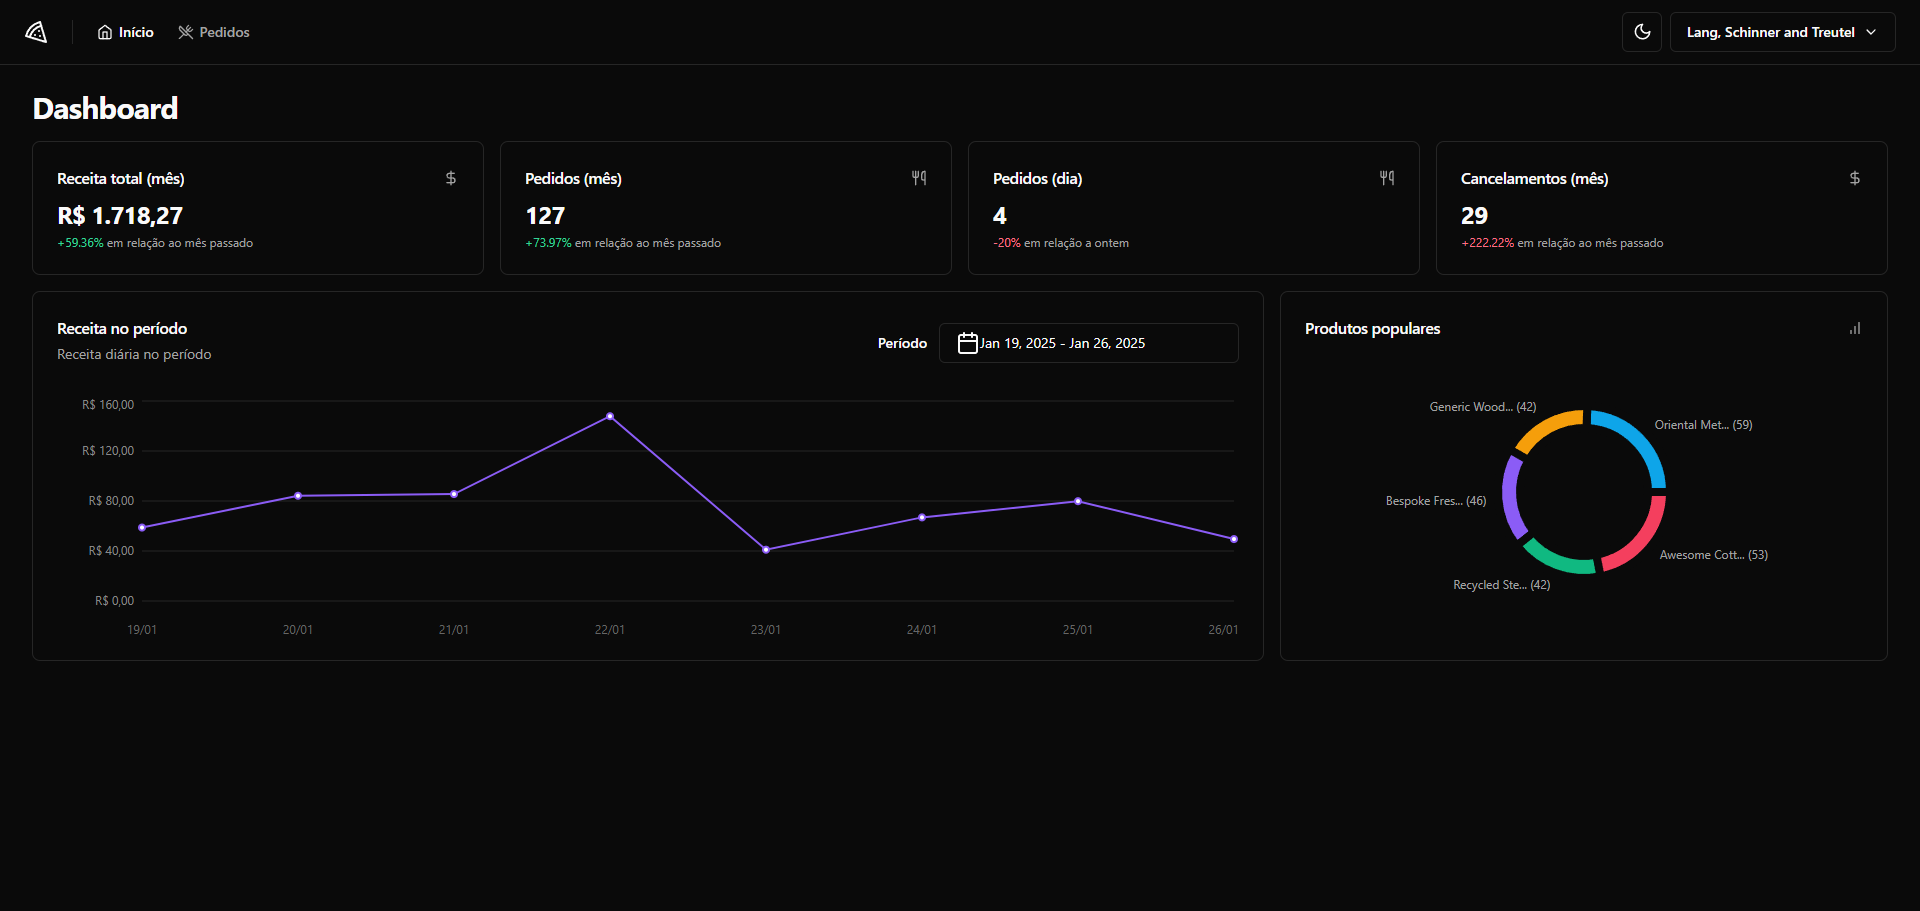 Início
Pedidos
Lang, Schinner and Treutel
Dashboard
Receita total (mês)
R$ 1.718,27
+59.36% em relação ao mês passado
Pedidos (mês)
127
+73.97% em relação ao mês passado
Pedidos (dia)
4
-20% em relação a ontem
Cancelamentos (mês)
29
+222.22% em relação ao mês passado
Receita no período
Receita diária no período
Período
Jan 19, 2025 - Jan 26, 2025
R$ 160,00
R$ 120,00
R$ 80,00
R$ 40,00
R$ 0,00
19/01
20/01
21/01
22/01
23/01
24/01
25/01
26/01
Produtos populares
Generic Wood... (42)
Oriental Met... (59)
Bespoke Fres... (46)
Awesome Cott... (53)
Recycled Ste... (42)